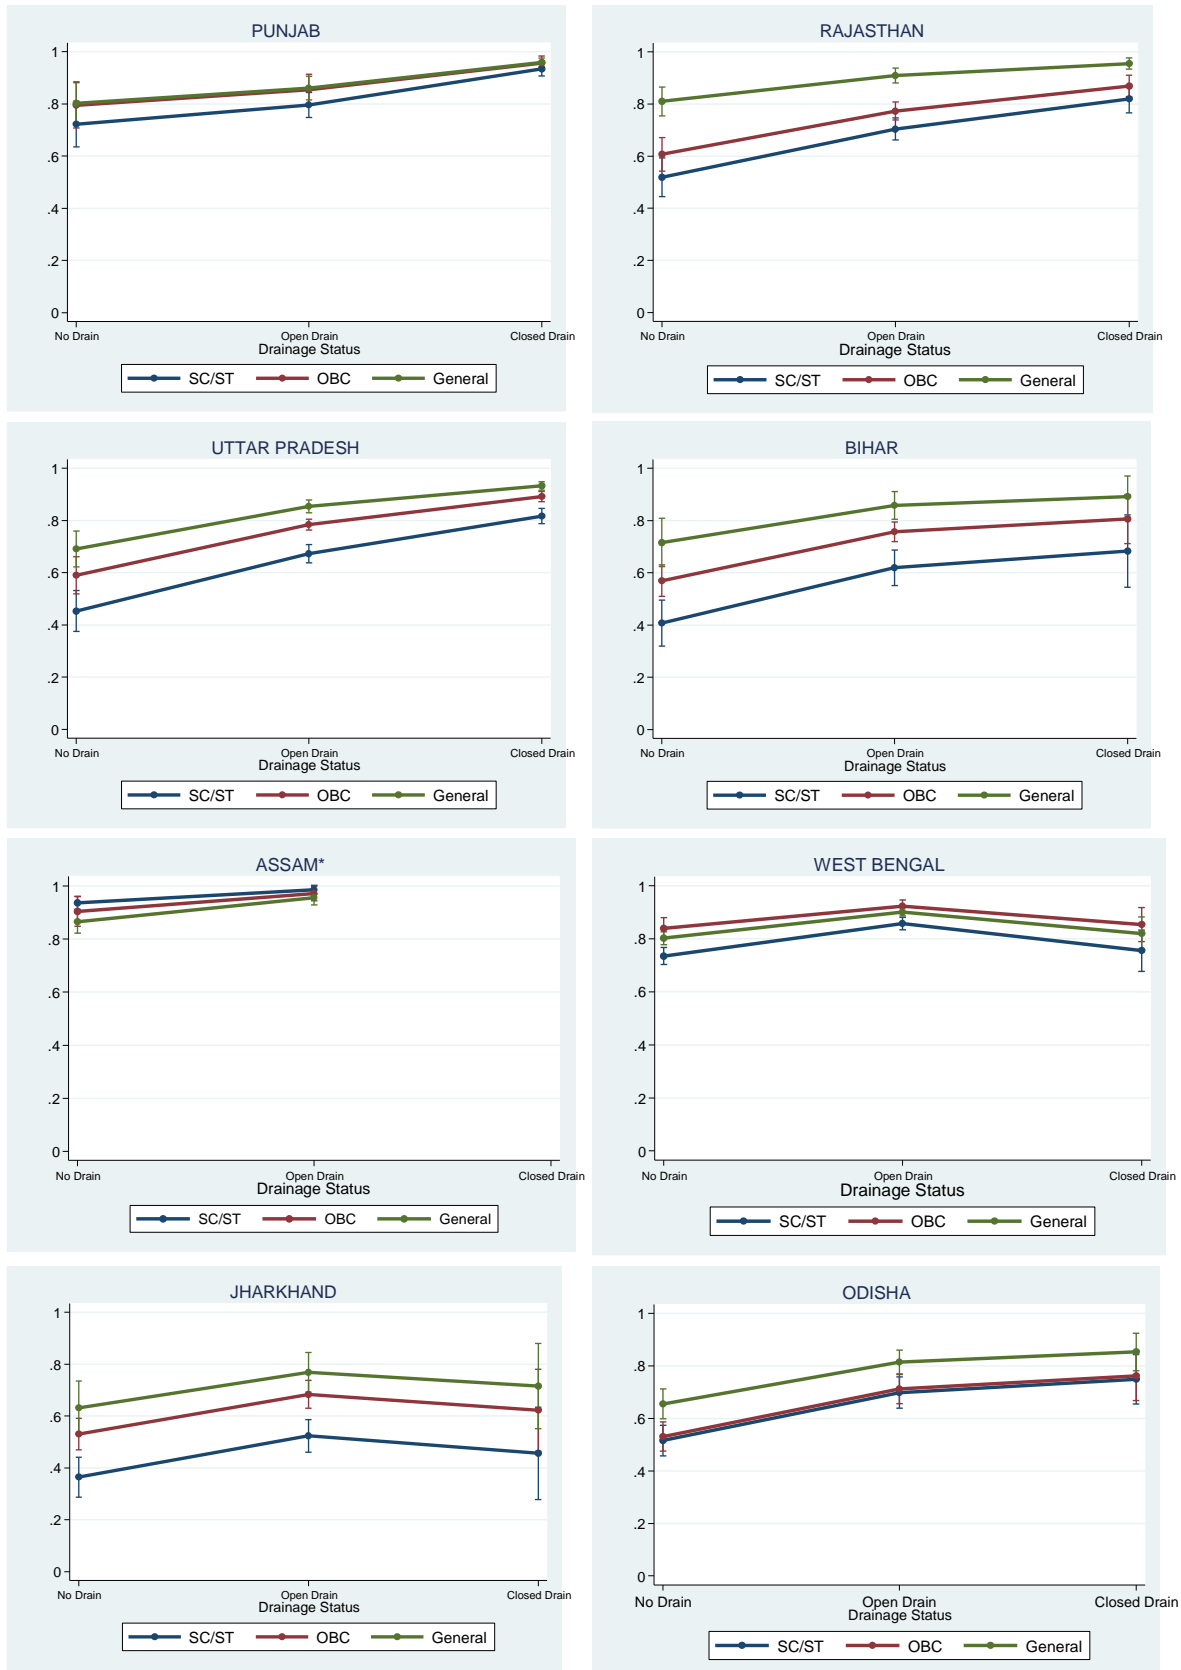 PUNJAB
1
.8
.6
.4
.2
0
No Drain Open Drain Closed Drain
Drainage Status
SC/ST OBC General
RAJASTHAN
1
.8
.6
.4
.2
0
No Drain Open Drain Closed Drain
Drainage Status
SC/ST OBC General
UTTAR PRADESH
1
.8
.6
.4
.2
0
No Drain Open Drain Closed Drain
Drainage Status
SC/ST OBC General
BIHAR
1
.8
.6
.4
.2
0
No Drain Open Drain Closed Drain
Drainage Status
SC/ST OBC General
ASSAM*
1
.8
.6
.4
.2
0
No Drain Open Drain Closed Drain
Drainage Status
SC/ST OBC General
WEST BENGAL
1
.8
.6
.4
.2
0
No Drain Open Drain Closed Drain
Drainage Status
SC/ST OBC General
JHARKHAND
1
.8
.6
.4
.2
0
No Drain Open Drain Closed Drain
Drainage Status
SC/ST OBC General
ODISHA
1
.8
.6
.4
.2
0
No Drain Open Drain Closed Drain
Drainage Status
SC/ST OBC General